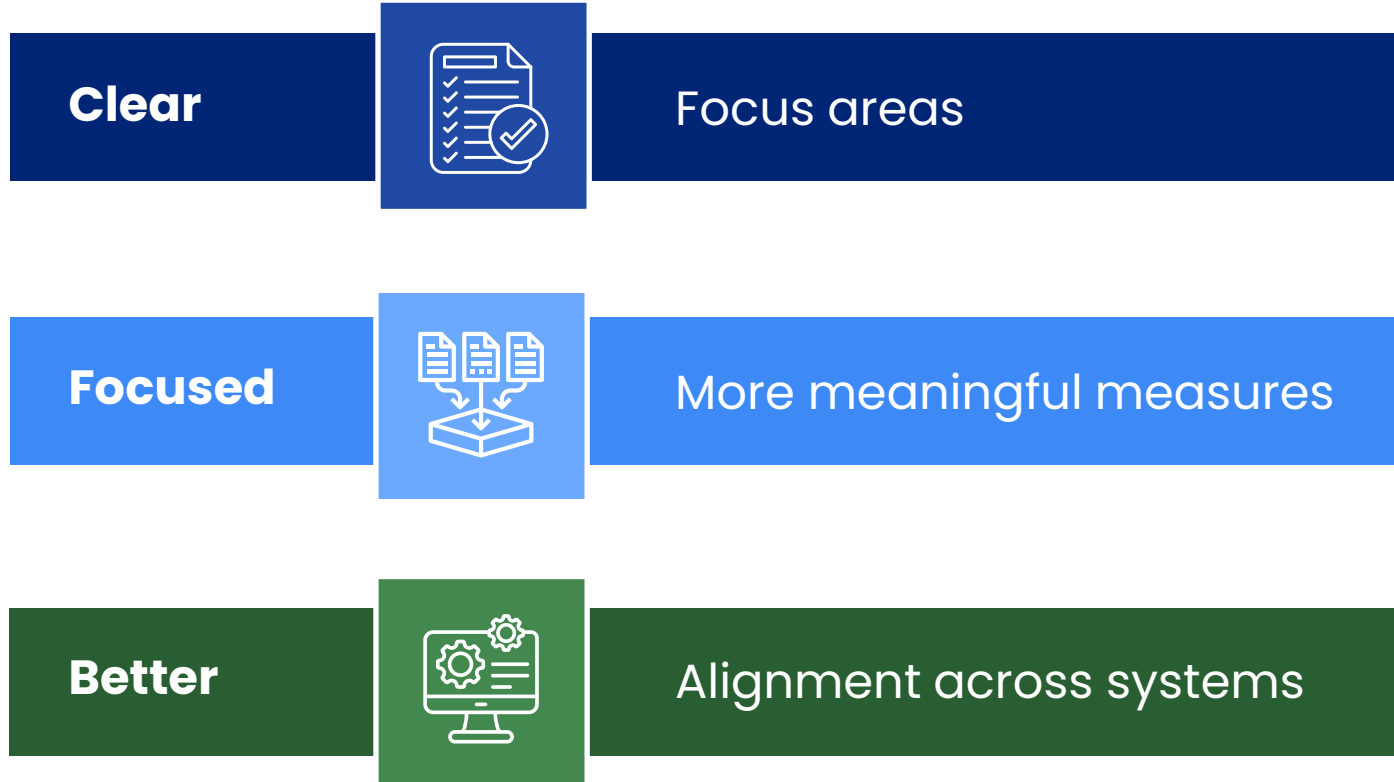 Clear
Focus areas
Focused
More meaningful measures
Better
Alignment across systems